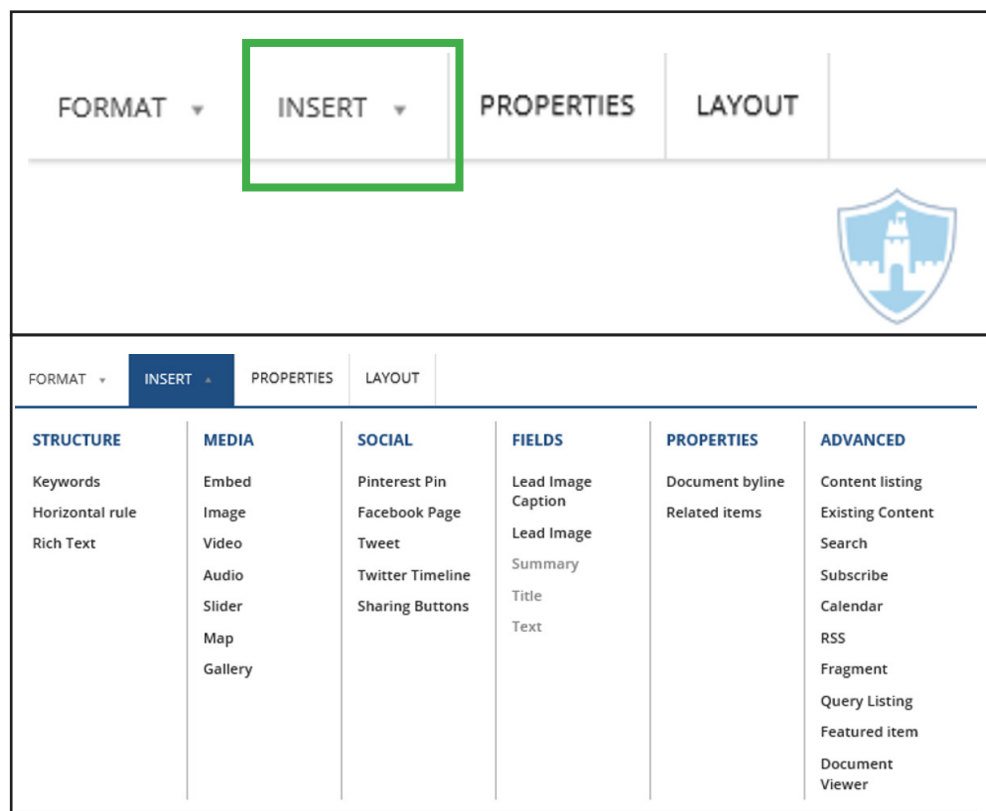 FORMAT INSERT PROPERTIES LAYOUT
FORMAT INSERT PROPERTIES LAYOUT
STRUCTURE
Keywords
Horizontal rule
Rich Text
MEDIA
Embed
Image
Video
Audio
Slider
Map
Gallery
SOCIAL
Pinterest Pin
Facebook Page
Tweet
Twitter Timeline
Sharing Buttons
FIELDS
Lead Image
Caption
Lead Image
Summary
Title
Text
PROPERTIES
Document byline
Related items
ADVANCED
Content listing
Existing Content
Search
Subscribe
Calendar
RSS
Fragment
Query Listing
Featured item
Document
Viewer